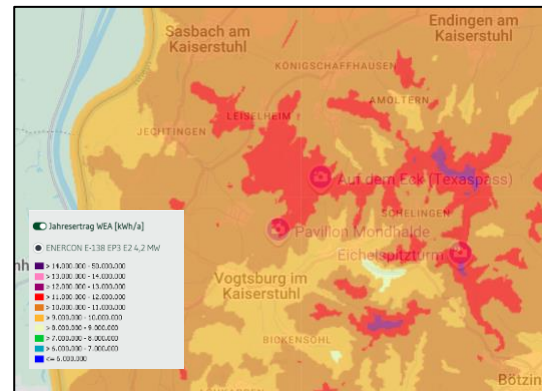 Sasbach am
Kaiserstuhl
Endingen am
Kaiserstuhl
KÖNIGSCHAFFHAUSEN
AMOLTERN
LEISELHEIM
JECHTINGEN
Auf dem Eck (Texaspass)
SCHELINGEN
Pavillon Mondhalde
Eichelspitzturm
Vogtsburg im
Kaiserstuhl
BICKENSOHL
Bötzin
Jahresertrag WEA [kWh/a]
ENERCON E-138 EP3 E2 4,2 MW
> 14.000.000 - 50.000.000
> 13.000.000 - 14.000.000
> 12.000.000 - 13.000.000
> 11.000.000 - 12.000.000
> 10.000.000 - 11.000.000
> 9.000.000 - 10.000.000
> 8.000.000 - 9.000.000
> 7.000.000 - 8.000.000
> 6.000.000 - 7.000.000
<= 6.000.000